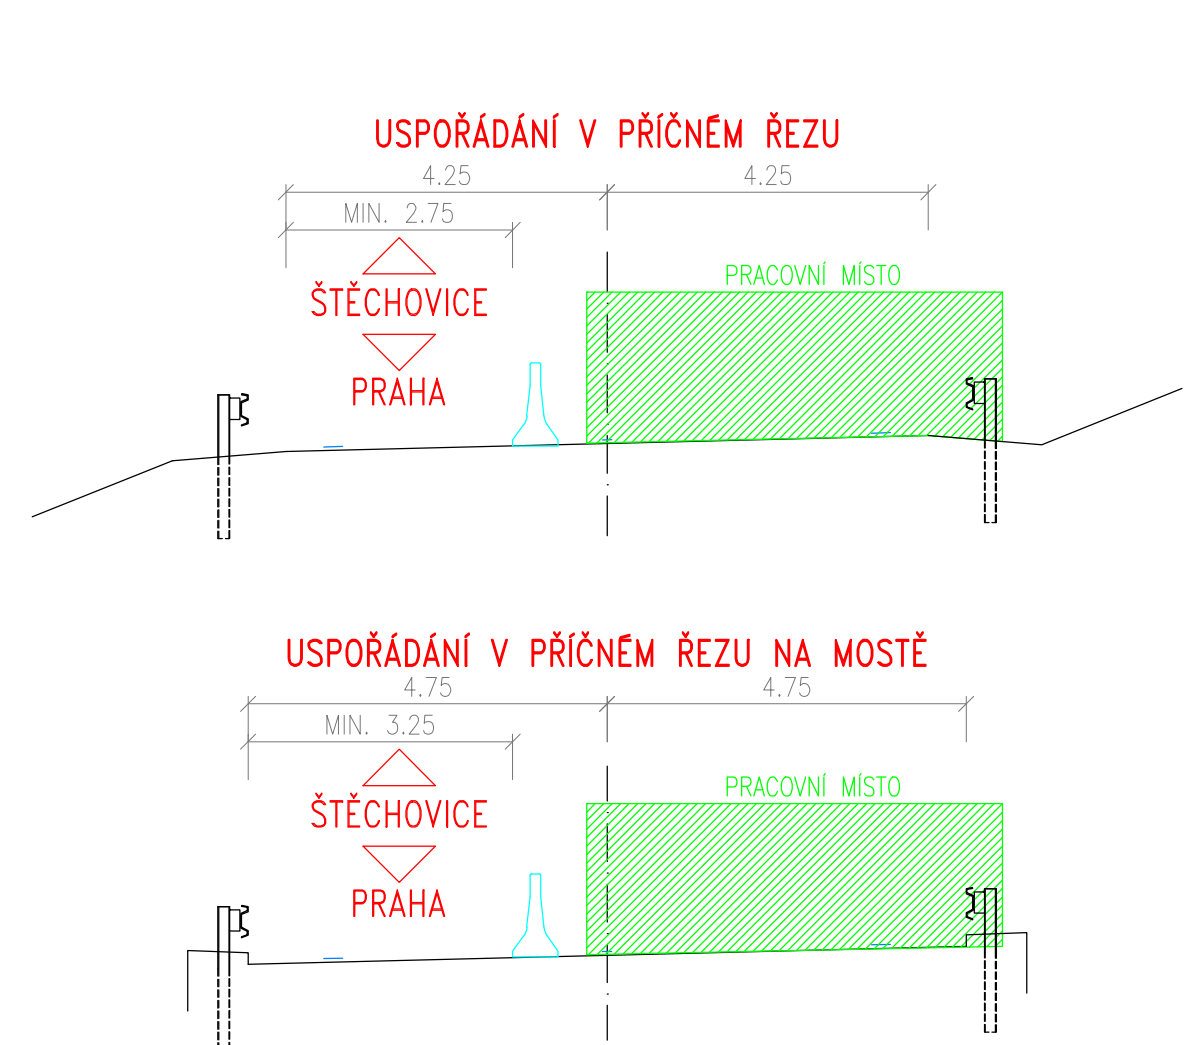 USPOŘÁDÁNÍ V PŘÍČNÉM ŘEZU
4.25 4.25
MIN. 2.75
PRACOVNÍ MÍSTO
ŠTĚCHOVICE
PRAHA
USPOŘÁDÁNÍ V PŘÍČNÉM ŘEZU NA MOSTĚ
4.75 4.75
MIN. 3.25
PRACOVNÍ MÍSTO
ŠTĚCHOVICE
PRAHA